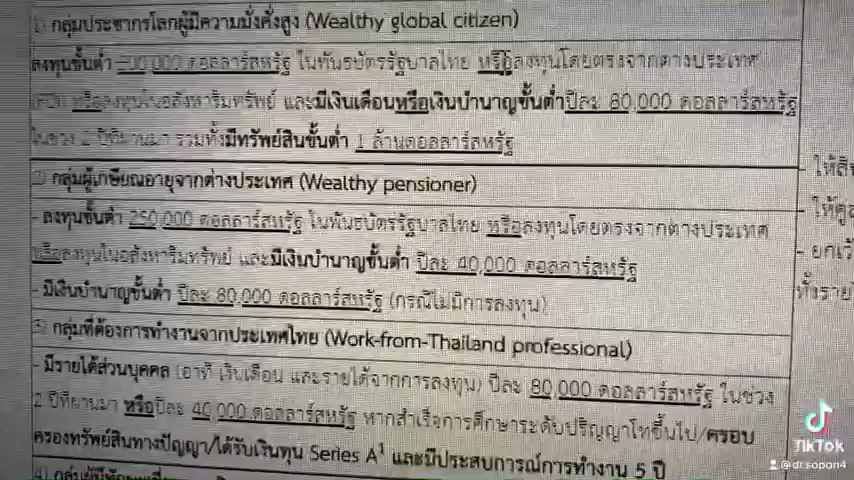 1) กลุ่มประชากรโลกผู้มีความมั่งคั่งสูง (Wealthy global citizen)
ลงทุนขั้นต่ำ 500,000 ดอลลาร์สหรัฐ ในพันธบัตรรัฐบาลไทย หรือลงทุนโดยตรงจากต่างประเทศ
(FDI) หรือลงทุนในอสังหาริมทรัพย์ และมีเงินเดือนหรือเงินบำนาญขั้นต่ำปีละ 80,000 ดอลลาร์สหรัฐ
ในช่วง 2 ปีที่ผ่านมา รวมทั้งมีทรัพย์สินขั้นต่ำ 1 ล้านดอลลาร์สหรัฐ
2) กลุ่มผู้เกษียณอายุจากต่างประเทศ (Wealthy pensioner)
- ลงทุนขั้นต่ำ 250,000 ดอลลาร์สหรัฐ ในพันธบัตรรัฐบาลไทย หรือลงทุนโดยตรงจากต่างประเทศ
หรือลงทุนในอสังหาริมทรัพย์ และมีเงินบำนาญขั้นต่ำ ปีละ 40,000 ดอลลาร์สหรัฐ
- มีเงินบำนาญขั้นต่ำ ปีละ 80,000 ดอลลาร์สหรัฐ (กรณีไม่มีการลงทุน)
3) กลุ่มที่ต้องการทำงานจากประเทศไทย (Work-from-Thailand professional)
- มีรายได้ส่วนบุคคล (อาทิ เงินเดือน และรายได้จากการลงทุน) ปีละ 80,000 ดอลลาร์สหรัฐ ในช่วง
2 ปีที่ผ่านมา หรือปีละ 40,000 ดอลลาร์สหรัฐ หากสำเร็จการศึกษาระดับปริญญาโทขึ้นไป/ครอบ
ครองทรัพย์สินทางปัญญา/ได้รับเงินทุน Series A¹ และมีประสบการณ์การทำงาน 5 ปี
- ให้
- ให้
- ยกเว้
ทั้งราย
TikTok
@dr.sopon4